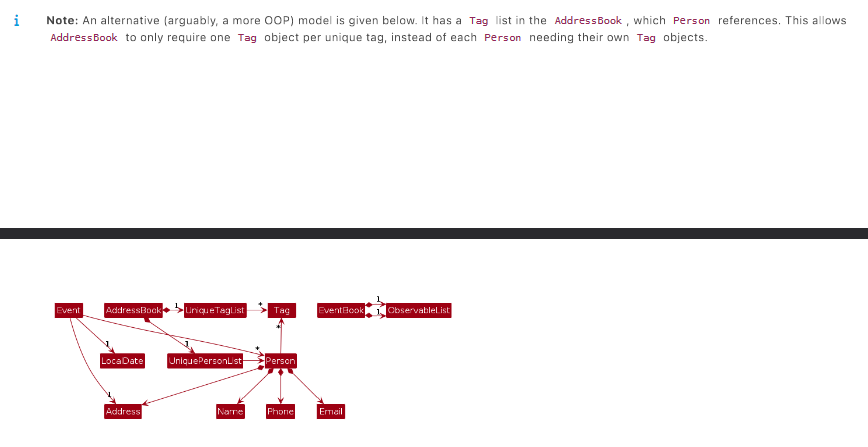 Note: An alternative (arguably, a more OOP) model is given below. It has a Tag list in the AddressBook , which Person references. This allows
AddressBook to only require one Tag object per unique tag, instead of each Person needing their own Tag objects.
Event AddressBook 1 UniqueTagList * Tag EventBook 1 1 ObservableList
*
1 1 *
LocalDate UniquePersonList Person
1
Address Name Phone Email